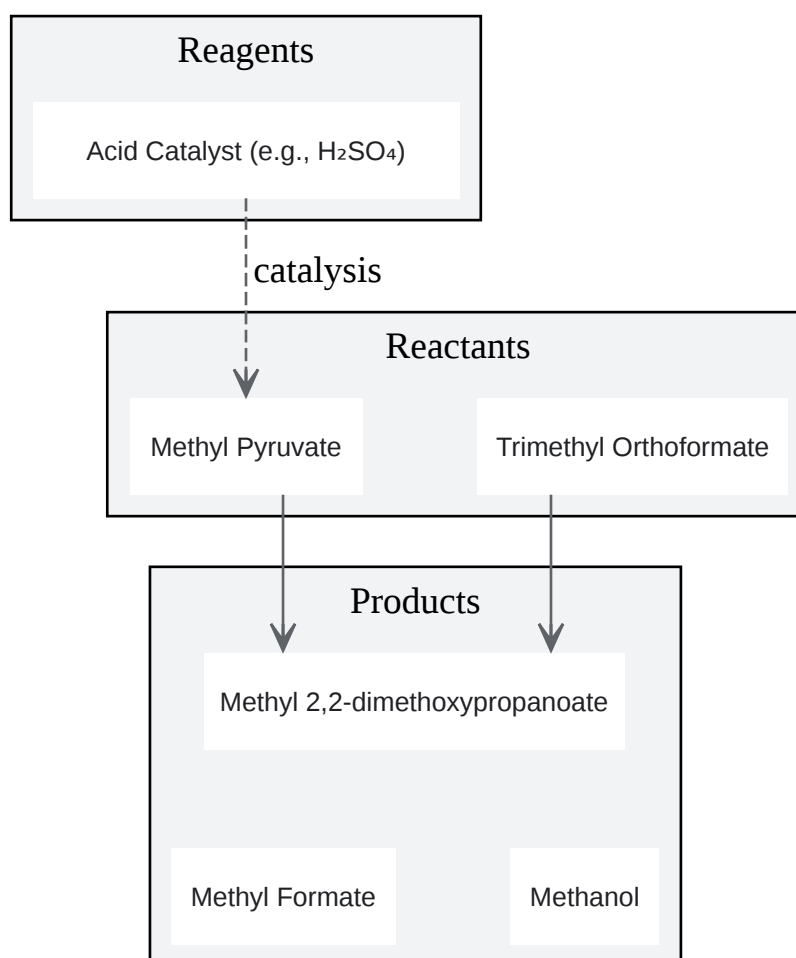 Reagents
Acid Catalyst (e.g., H₂SO₄)
catalysis
Reactants
Methyl Pyruvate
Trimethyl Orthoformate
Products
Methyl 2,2-dimethoxypropanoate
Methyl Formate
Methanol